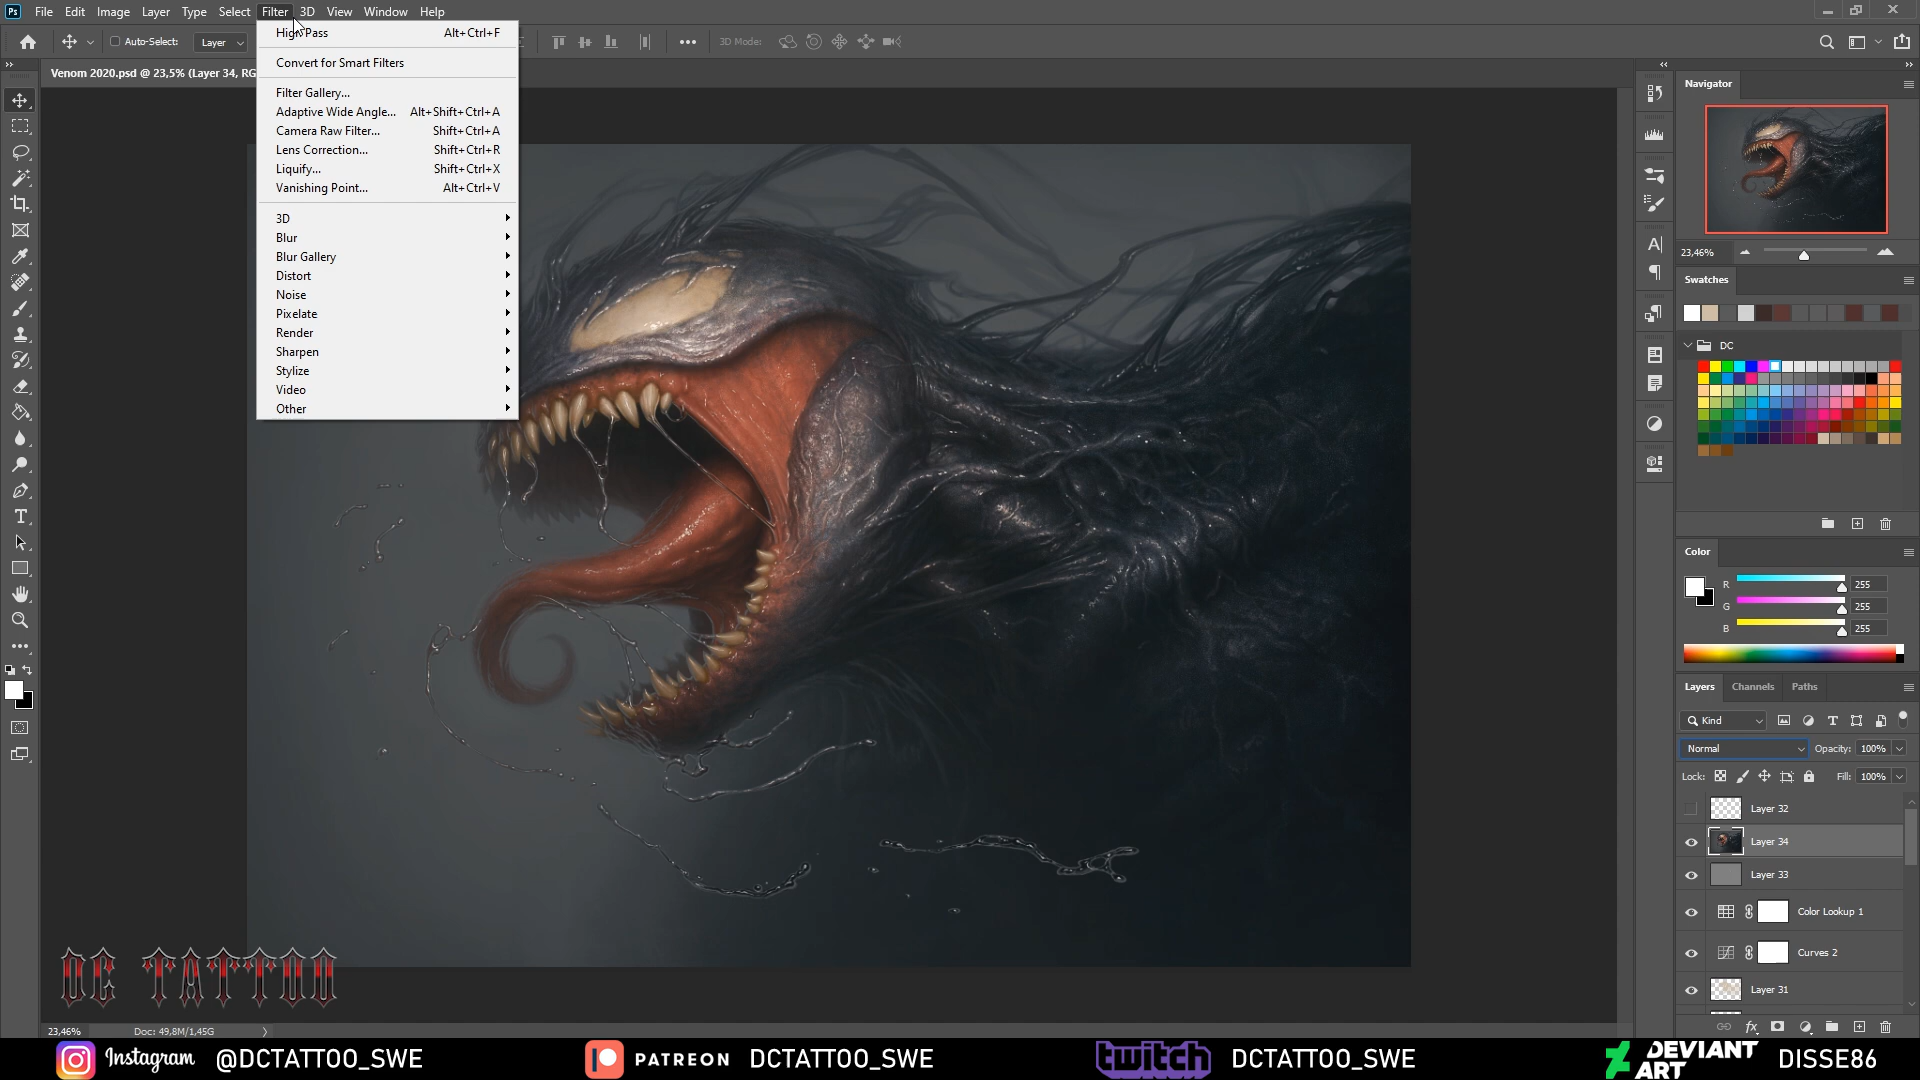 Ps File Edit Image Layer Type Select Filter 3D View Window Help
Auto-Select: Layer 3D Mode:
Venom 2020.psd @ 23,5% (Layer 34, RG
High Pass Alt+Ctrl+F
Convert for Smart Filters
Filter Gallery...
Adaptive Wide Angle... Alt+Shift+Ctrl+A
Camera Raw Filter... Shift+Ctrl+A
Lens Correction... Shift+Ctrl+R
Liquify... Shift+Ctrl+X
Vanishing Point... Alt+Ctrl+V
3D
Blur
Blur Gallery
Distort
Noise
Pixelate
Render
Sharpen
Stylize
Video
Other
Navigator
23,46%
Swatches
DC
Color
R 255
G 255
B 255
Layers Channels Paths
Kind
Normal Opacity: 100%
Lock: Fill: 100%
Layer 32
Layer 34
Layer 33
Color Lookup 1
Curves 2
Layer 31
DC TATTOO
23,46% Doc: 49,8M/1,45G
Instagram @DCTATTOO_SWE PATREON DCTATTOO_SWE twitch DCTATTOO_SWE DEVIANT ART DISSE86